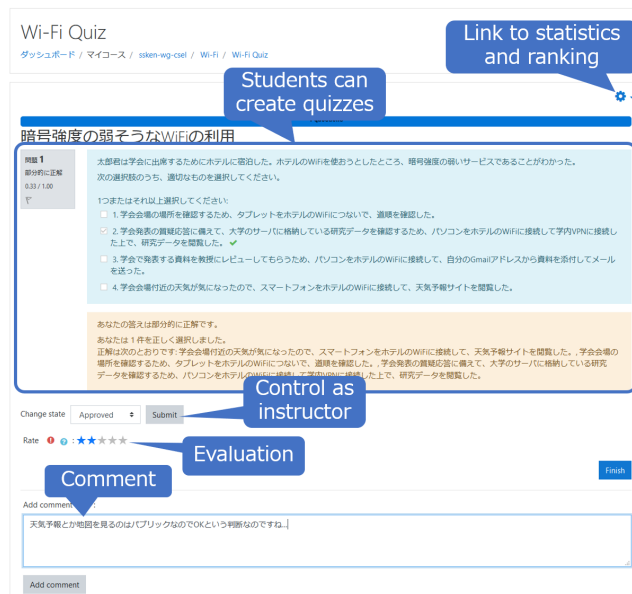 Wi-Fi Quiz
ダッシュボード / マイコース / ssken-wg-csel / Wi-Fi / Wi-Fi Quiz
Link to statistics
and ranking
Students can
create quizzes
暗号強度の弱そうなWiFiの利用
問題 1
部分的に正解
0.33 / 1.00
太郎君は学会に出席するためにホテルに宿泊した。ホテルのWiFiを使おうとしたところ、暗号強度の弱いサービスであることがわかった。
次の選択肢のうち、適切なものを選択してください。
1つまたはそれ以上選択してください:
1. 学会会場の場所を確認するため、タブレットをホテルのWiFiにつないで、道順を確認した。
2. 学会発表の質疑応答に備えて、大学のサーバに格納している研究データを確認するため、パソコンをホテルのWiFiに接続して学内VPNに接続し
た上で、研究データを閲覧した。
3. 学会で発表する資料を教授にレビューしてもらうため、パソコンをホテルのWiFiに接続して、自分のGmailアドレスから資料を添付してメール
を送った。
4. 学会会場付近の天気が気になったので、スマートフォンをホテルのWiFiに接続して、天気予報サイトを閲覧した。
あなたの答えは部分的に正解です。
あなたは 1 件を正しく選択しました。
正解は次のとおりです: 学会会場付近の天気が気になったので、スマートフォンをホテルのWiFiに接続して、天気予報サイトを閲覧した。, 学会会場の
場所を確認するため、タブレットをホテルのWiFiにつないで、道順を確認した。, 学会発表の質疑応答に備えて、大学のサーバに格納している研究
データを確認するため、パソコンをホテルのWiFiに接続して学内VPNに接続した上で、研究データを閲覧した。
Control as
instructor
Change state Approved Submit
Rate
Evaluation
Finish
Comment
Add comment
天気予報とか地図を見るのはパブリックなのでOKという判断なのですね...
Add comment